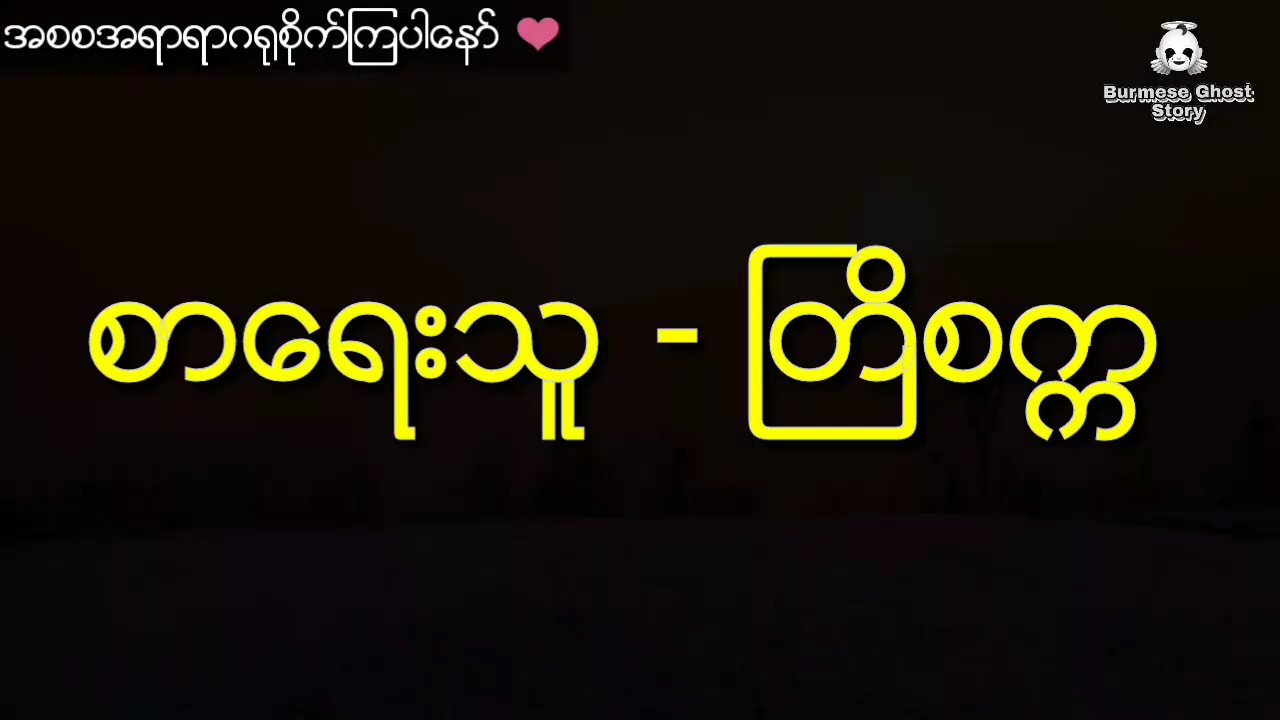 အစစအရာရာဂရုစိုက်ကြပါနော် ❤
Burmese Ghost
Story
စာရေးသူ - တြိစက္က